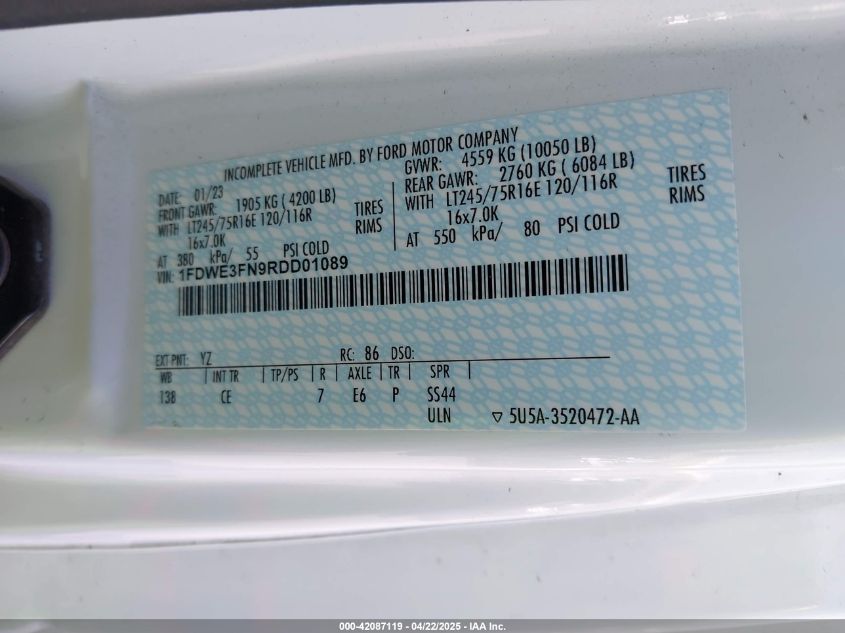 INCOMPLETE VEHICLE MFD. BY FORD MOTOR COMPANY
DATE: 01/23
FRONT GAWR: 1905 KG ( 4200 LB)
WITH LT245/75R16E 120/116R TIRES
16x7.0K RIMS
AT 380 kPa/ 55 PSI COLD
GVWR: 4559 KG (10050 LB)
REAR GAWR: 2760 KG ( 6084 LB)
WITH LT245/75R16E 120/116R TIRES
16x7.0K RIMS
AT 550 kPa/ 80 PSI COLD
VIN: 1FDWE3FN9RDD01089
EXT PNT: YZ RC: 86 DSO:
WB INT TR TP/PS R AXLE TR SPR
138 CE 7 E6 P SS44
ULN ▽ 5U5A-3520472-AA
000-42087119 | 04/22/2025 - IAA Inc.